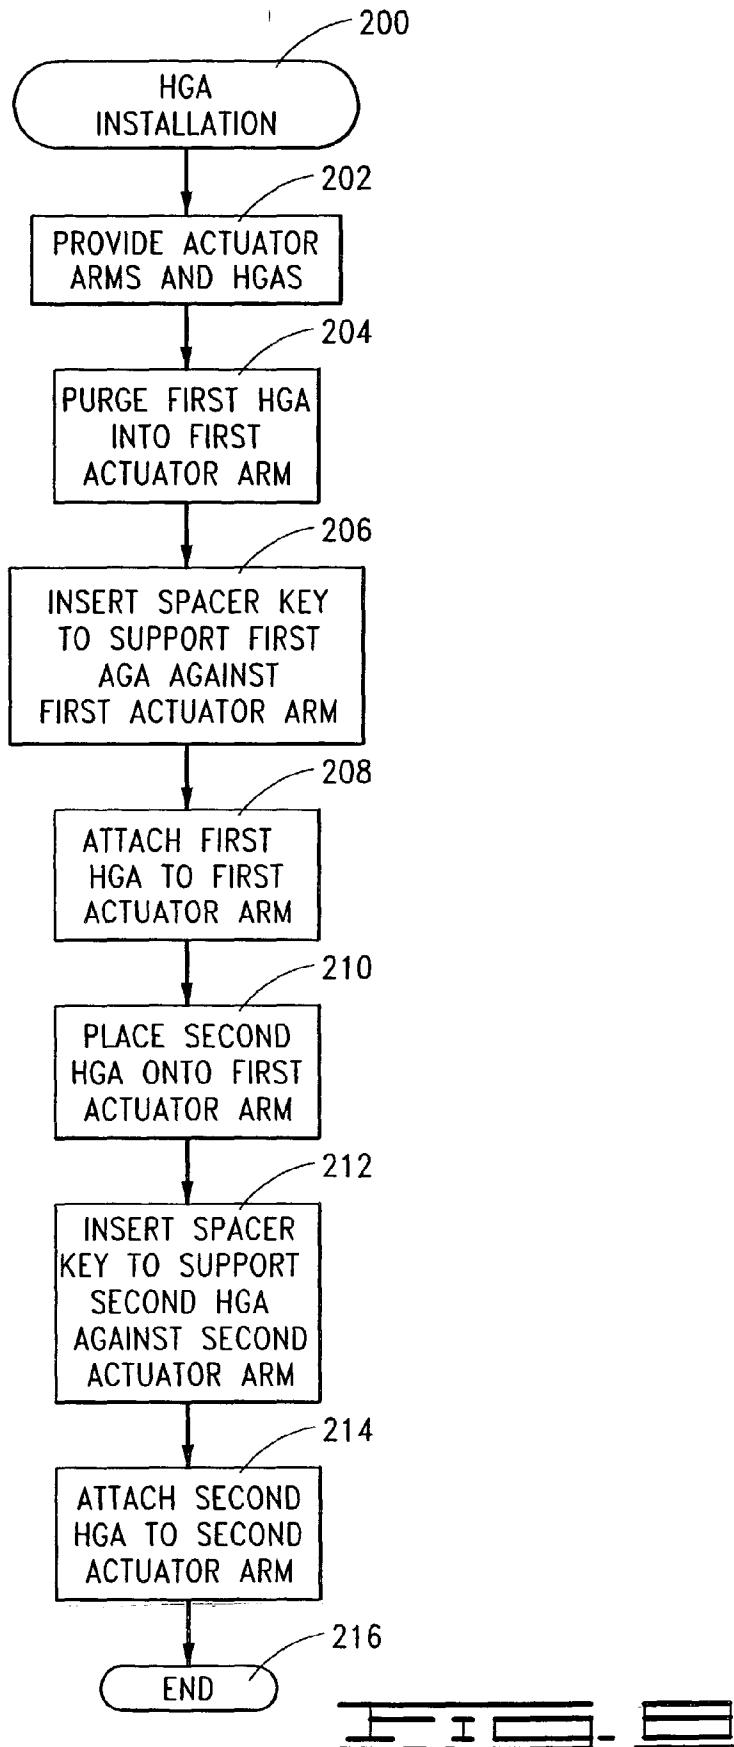 200
HGA
INSTALLATION
202
PROVIDE ACTUATOR
ARMS AND HGAS
204
PURGE FIRST HGA
INTO FIRST
ACTUATOR ARM
206
INSERT SPACER KEY
TO SUPPORT FIRST
AGA AGAINST
FIRST ACTUATOR ARM
208
ATTACH FIRST
HGA TO FIRST
ACTUATOR ARM
210
PLACE SECOND
HGA ONTO FIRST
ACTUATOR ARM
212
INSERT SPACER
KEY TO SUPPORT
SECOND HGA
AGAINST SECOND
ACTUATOR ARM
214
ATTACH SECOND
HGA TO SECOND
ACTUATOR ARM
216
END